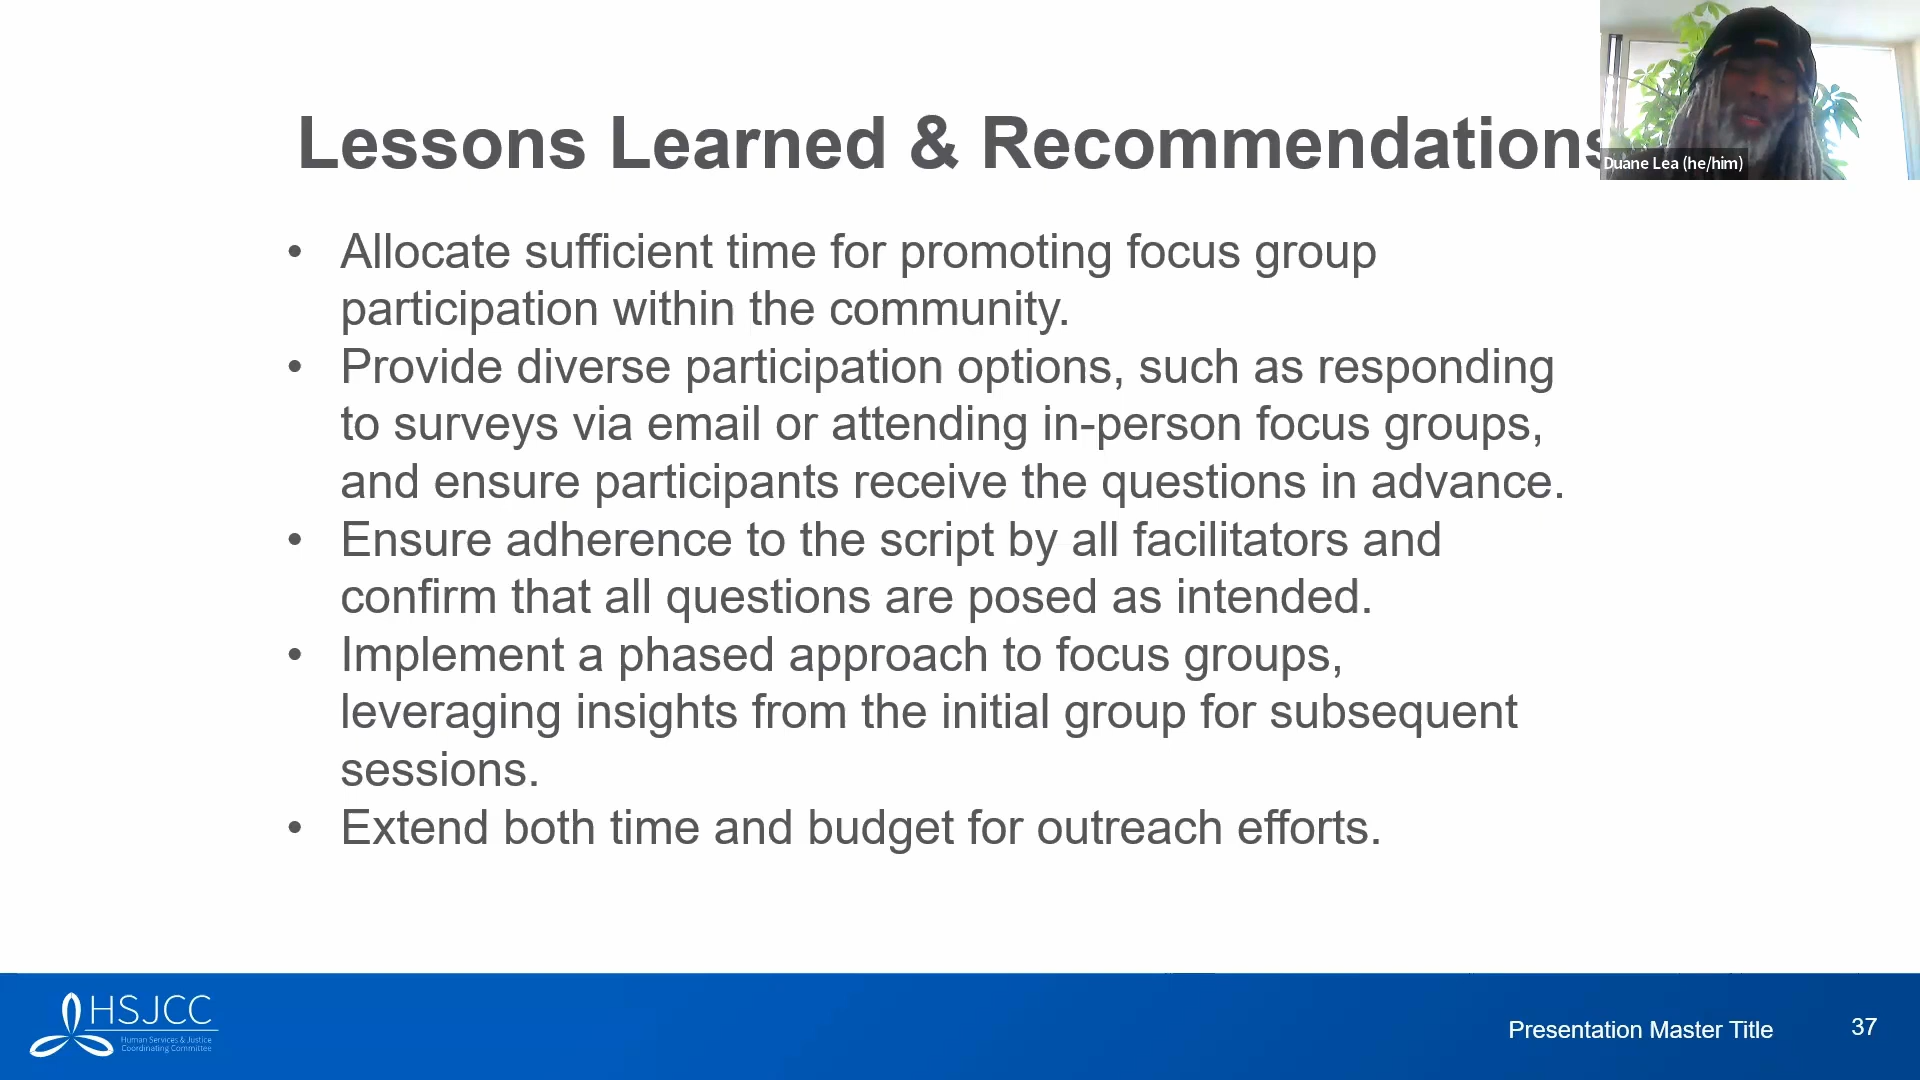 Lessons Learned & Recommendations
Duane Lea (he/him)
• Allocate sufficient time for promoting focus group
participation within the community.
• Provide diverse participation options, such as responding
to surveys via email or attending in-person focus groups,
and ensure participants receive the questions in advance.
• Ensure adherence to the script by all facilitators and
confirm that all questions are posed as intended.
• Implement a phased approach to focus groups,
leveraging insights from the initial group for subsequent
sessions.
• Extend both time and budget for outreach efforts.
HSJCC
Human Services & Justice
Coordinating Committee
Presentation Master Title
37